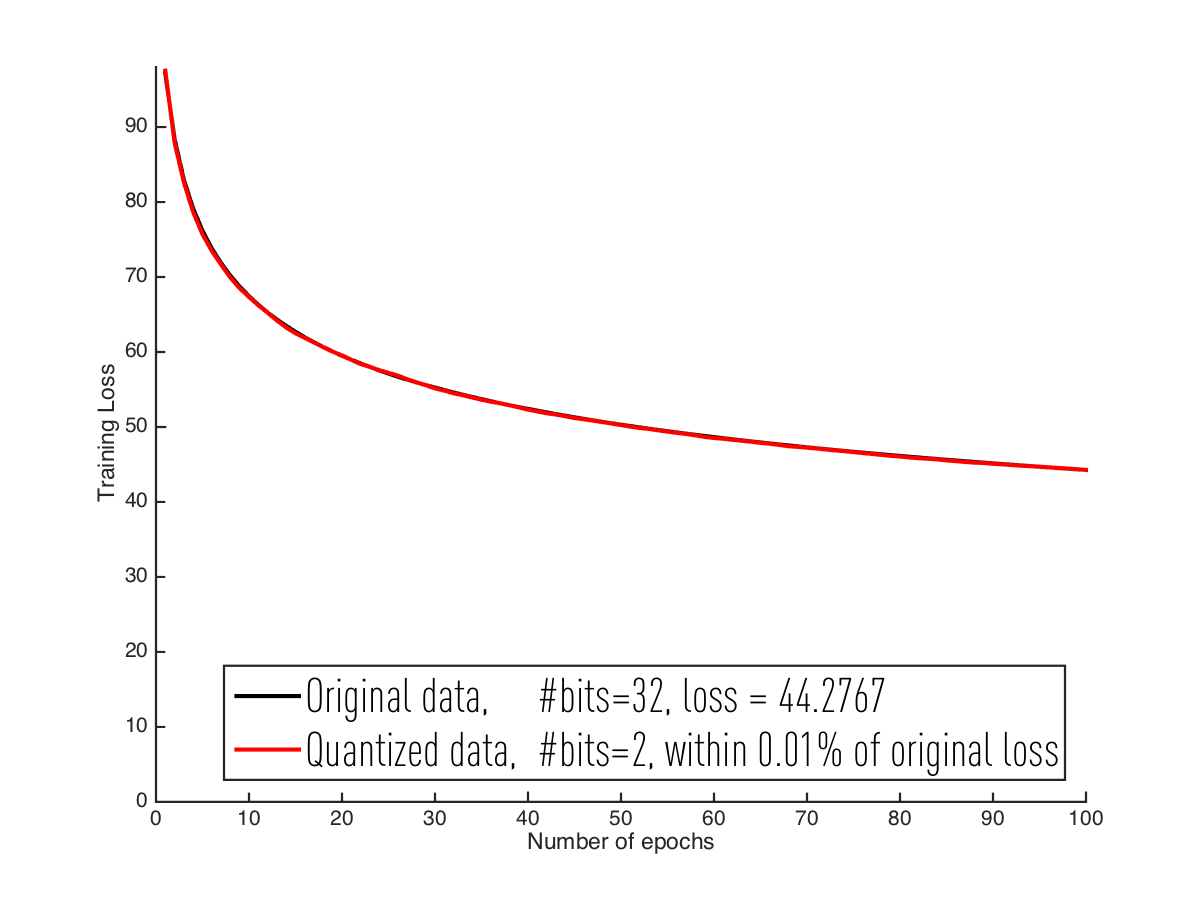 90
80
70
60
50
40
30
20
10
0
Training Loss
Original data, #bits=32, loss = 44.2767
Quantized data, #bits=2, within 0.01% of original loss
0 10 20 30 40 50 60 70 80 90 100
Number of epochs